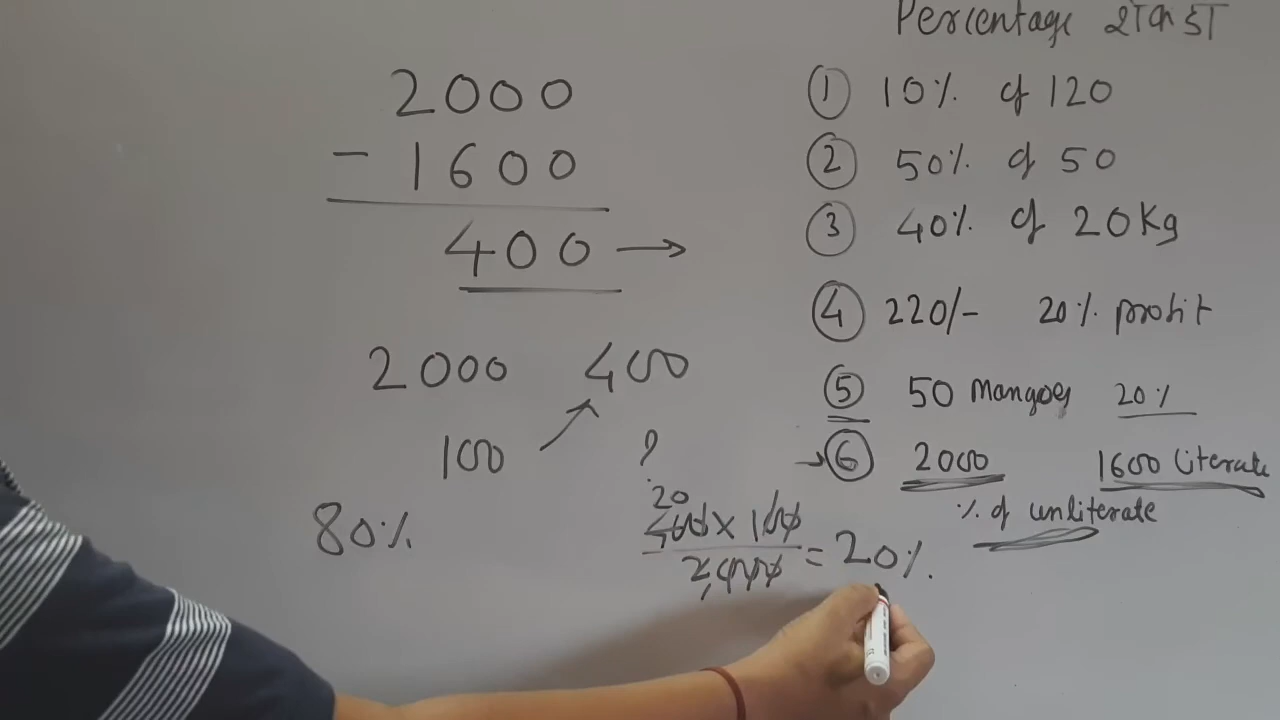 2000
- 1600
400 →
2000 400
100 ?
80%
20
400 × 100
2000
= 20%.
Percentage
① 10% of 120
② 50% of 50
③ 40% of 20Kg
④ 220/- 20% profit
⑤ 50 Mangoes 20%
→ ⑥ 2000 1600 literate
% of unliterate